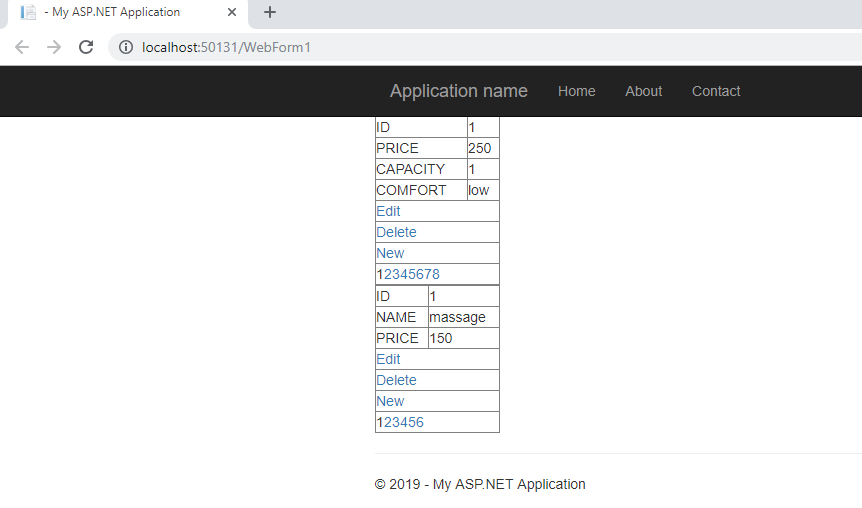 - My ASP.NET Application
localhost:50131/WebForm1
Application name Home About Contact
ID 1
PRICE 250
CAPACITY 1
COMFORT low
Edit
Delete
New
12345678
ID 1
NAME massage
PRICE 150
Edit
Delete
New
123456
© 2019 - My ASP.NET Application